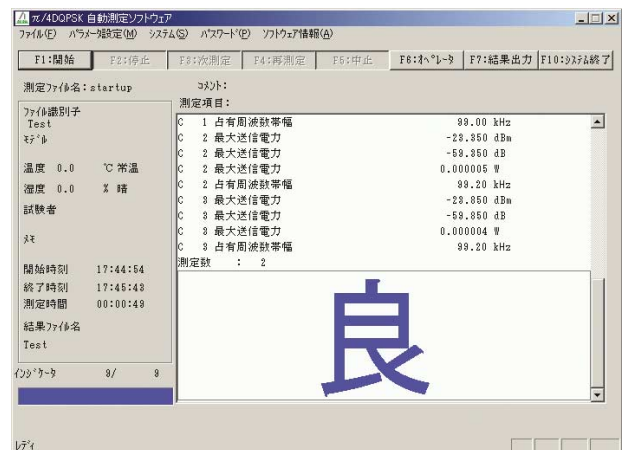 π/4DQPSK 自動測定ソフトウェア
ファイル(F) パラメータ設定(M) システム(S) パスワード(P) ソフトウェア情報(A)
F1:開始 F2:停止 F3:次測定 F4:再測定 F5:中止 F6:オペレータ F7:結果出力 F10:システム終了
測定ファイル名:startup コメント:
測定項目:
ファイル識別子
Test
モデル
温度 0.0 ℃ 常温
湿度 0.0 % 晴
試験者
メモ
開始時刻 17:44:54
終了時刻 17:45:43
測定時間 00:00:49
結果ファイル名
Test
インジケータ 9/ 9
C 1 占有周波数帯幅 99.00 kHz
C 2 最大送信電力 -23.350 dBm
C 2 最大送信電力 -59.350 dB
C 2 最大送信電力 0.000005 W
C 2 占有周波数帯幅 99.20 kHz
C 3 最大送信電力 -23.850 dBm
C 3 最大送信電力 -59.850 dB
C 3 最大送信電力 0.000004 W
C 3 占有周波数帯幅 99.20 kHz
測定数 : 2
良
レディ